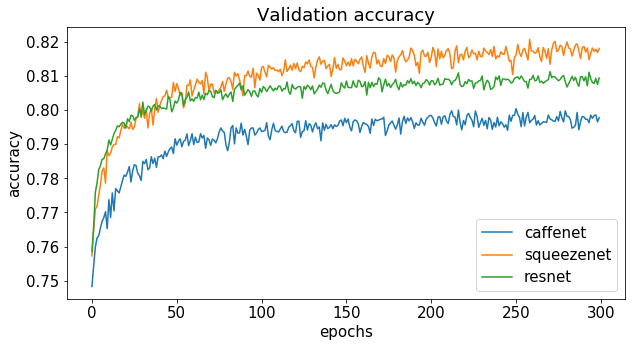 Validation accuracy
accuracy
0.82
0.81
0.80
0.79
0.78
0.77
0.76
0.75
0 50 100 150 200 250 300
epochs
caffenet
squeezenet
resnet